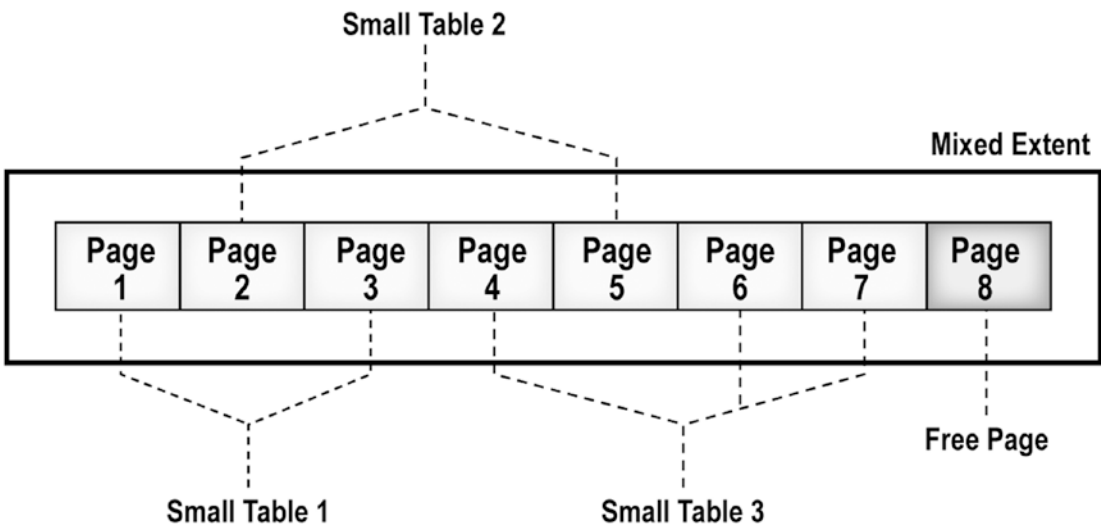 Small Table 2
Mixed Extent
Page Page Page Page Page Page Page Page
1 2 3 4 5 6 7 8
Free Page
Small Table 1 Small Table 3